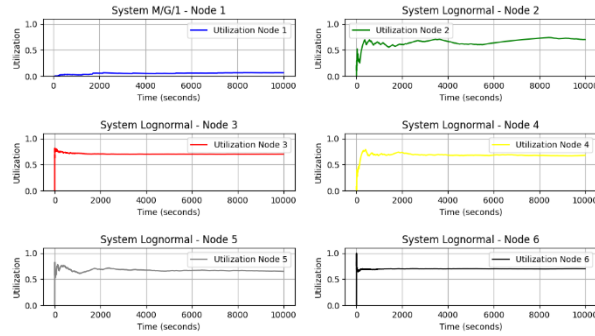 System M/G/1 - Node 1
Utilization
1.0
0.5
0.0
Utilization Node 1
0 2000 4000 6000 8000 10000
Time (seconds)
System Lognormal - Node 2
Utilization
1.0
0.5
0.0
Utilization Node 2
0 2000 4000 6000 8000 10000
Time (seconds)
System Lognormal - Node 3
Utilization
1.0
0.5
0.0
Utilization Node 3
0 2000 4000 6000 8000 10000
Time (seconds)
System Lognormal - Node 4
Utilization
1.0
0.5
0.0
Utilization Node 4
0 2000 4000 6000 8000 10000
Time (seconds)
System Lognormal - Node 5
Utilization
1.0
0.5
0.0
Utilization Node 5
0 2000 4000 6000 8000 10000
Time (seconds)
System Lognormal - Node 6
Utilization
1.0
0.5
0.0
Utilization Node 6
0 2000 4000 6000 8000 10000
Time (seconds)